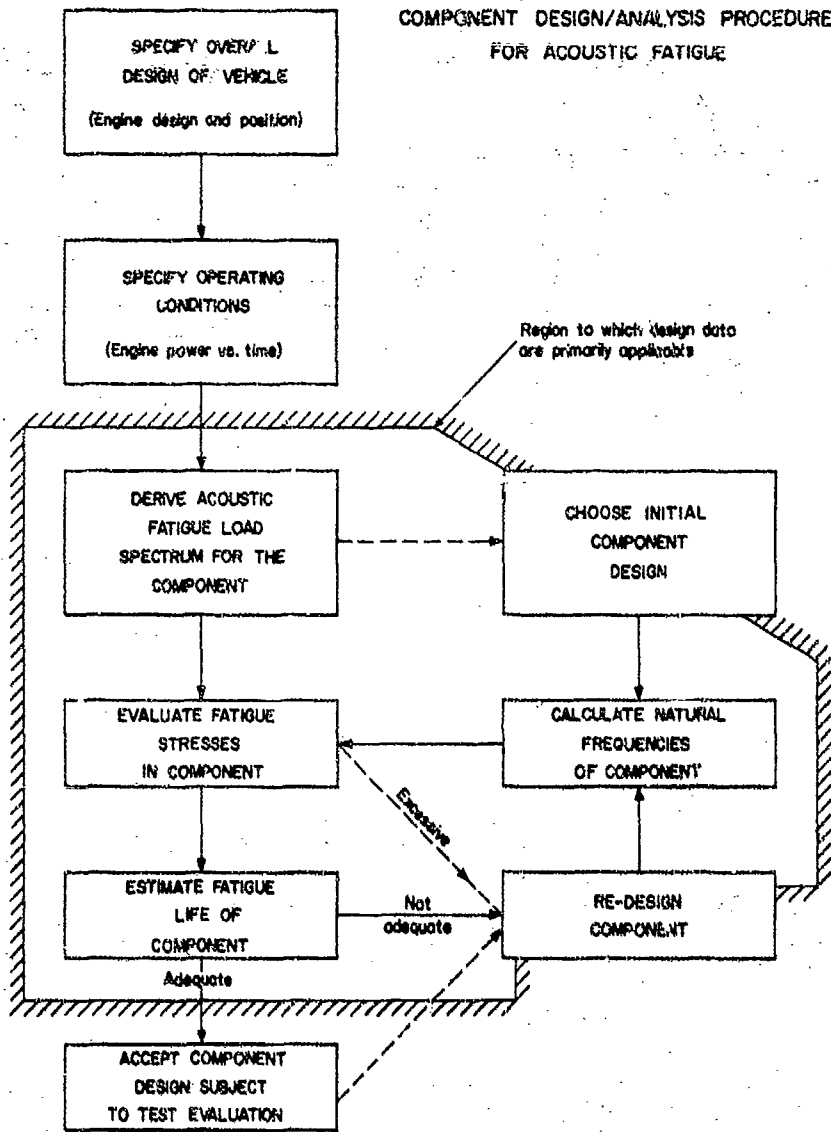 COMPONENT DESIGN/ANALYSIS PROCEDURE
FOR ACOUSTIC FATIGUE
SPECIFY OVERALL
DESIGN OF VEHICLE
(Engine design and position)
SPECIFY OPERATING
CONDITIONS
(Engine power vs. time)
Region to which design data
are primarily applicable
DERIVE ACOUSTIC
FATIGUE LOAD
SPECTRUM FOR THE
COMPONENT
CHOOSE INITIAL
COMPONENT
DESIGN
EVALUATE FATIGUE
STRESSES
IN COMPONENT
CALCULATE NATURAL
FREQUENCIES
OF COMPONENT
Excessive
ESTIMATE FATIGUE
LIFE OF
COMPONENT
Not
adequate
RE-DESIGN
COMPONENT
Adequate
ACCEPT COMPONENT
DESIGN SUBJECT
TO TEST EVALUATION